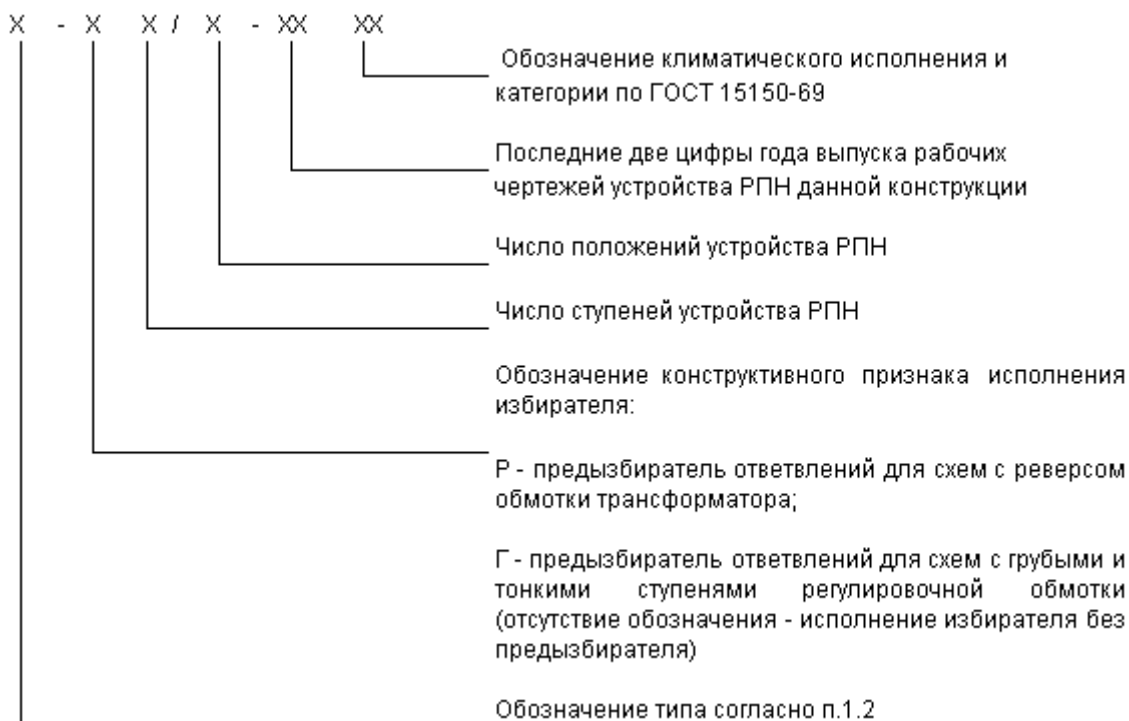 X - X X / X - XX XX
Обозначение климатического исполнения и
категории по ГОСТ 15150-69
Последние две цифры года выпуска рабочих
чертежей устройства РПН данной конструкции
Число положений устройства РПН
Число ступеней устройства РПН
Обозначение конструктивного признака исполнения
избирателя:
Р - предызбиратель ответвлений для схем с реверсом
обмотки трансформатора;
Г - предызбиратель ответвлений для схем с грубыми и
тонкими ступенями регулировочной обмотки
(отсутствие обозначения - исполнение избирателя без
предызбирателя)
Обозначение типа согласно п.1.2